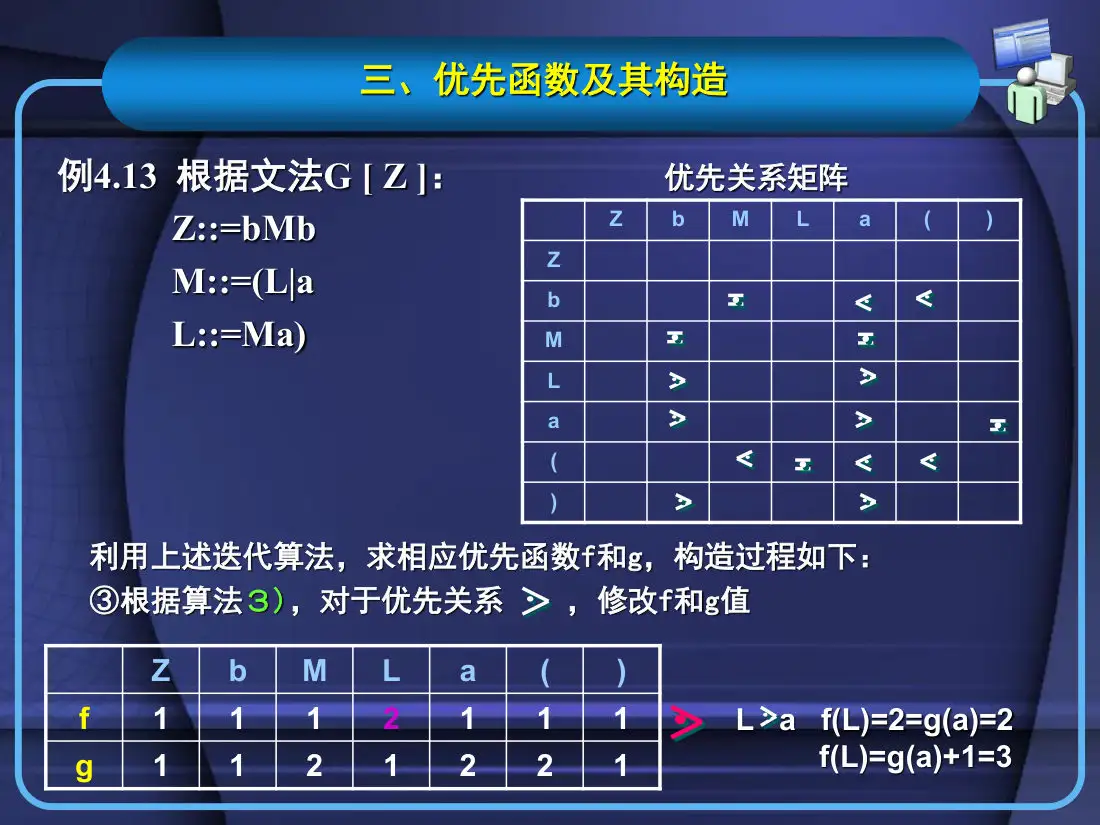 三、优先函数及其构造
例4.13 根据文法G [ Z ]：
Z::=bMb
M::=(L|a
L::=Ma)
优先关系矩阵
Z b M L a ( )
Z
b ≖ ⋖ ⋖
M ≖ ≖
L ⋗ ⋗
a ⋗ ⋗ ≖
( ⋖ ≖ ⋖ ⋖
) ⋗ ⋗
利用上述迭代算法，求相应优先函数f和g，构造过程如下：
③根据算法３)，对于优先关系 ⋗ ，修改f和g值
Z b M L a ( )
f 1 1 1 2 1 1 1
g 1 1 2 1 2 2 1
⋗ L⋗a f(L)=2=g(a)=2
f(L)=g(a)+1=3